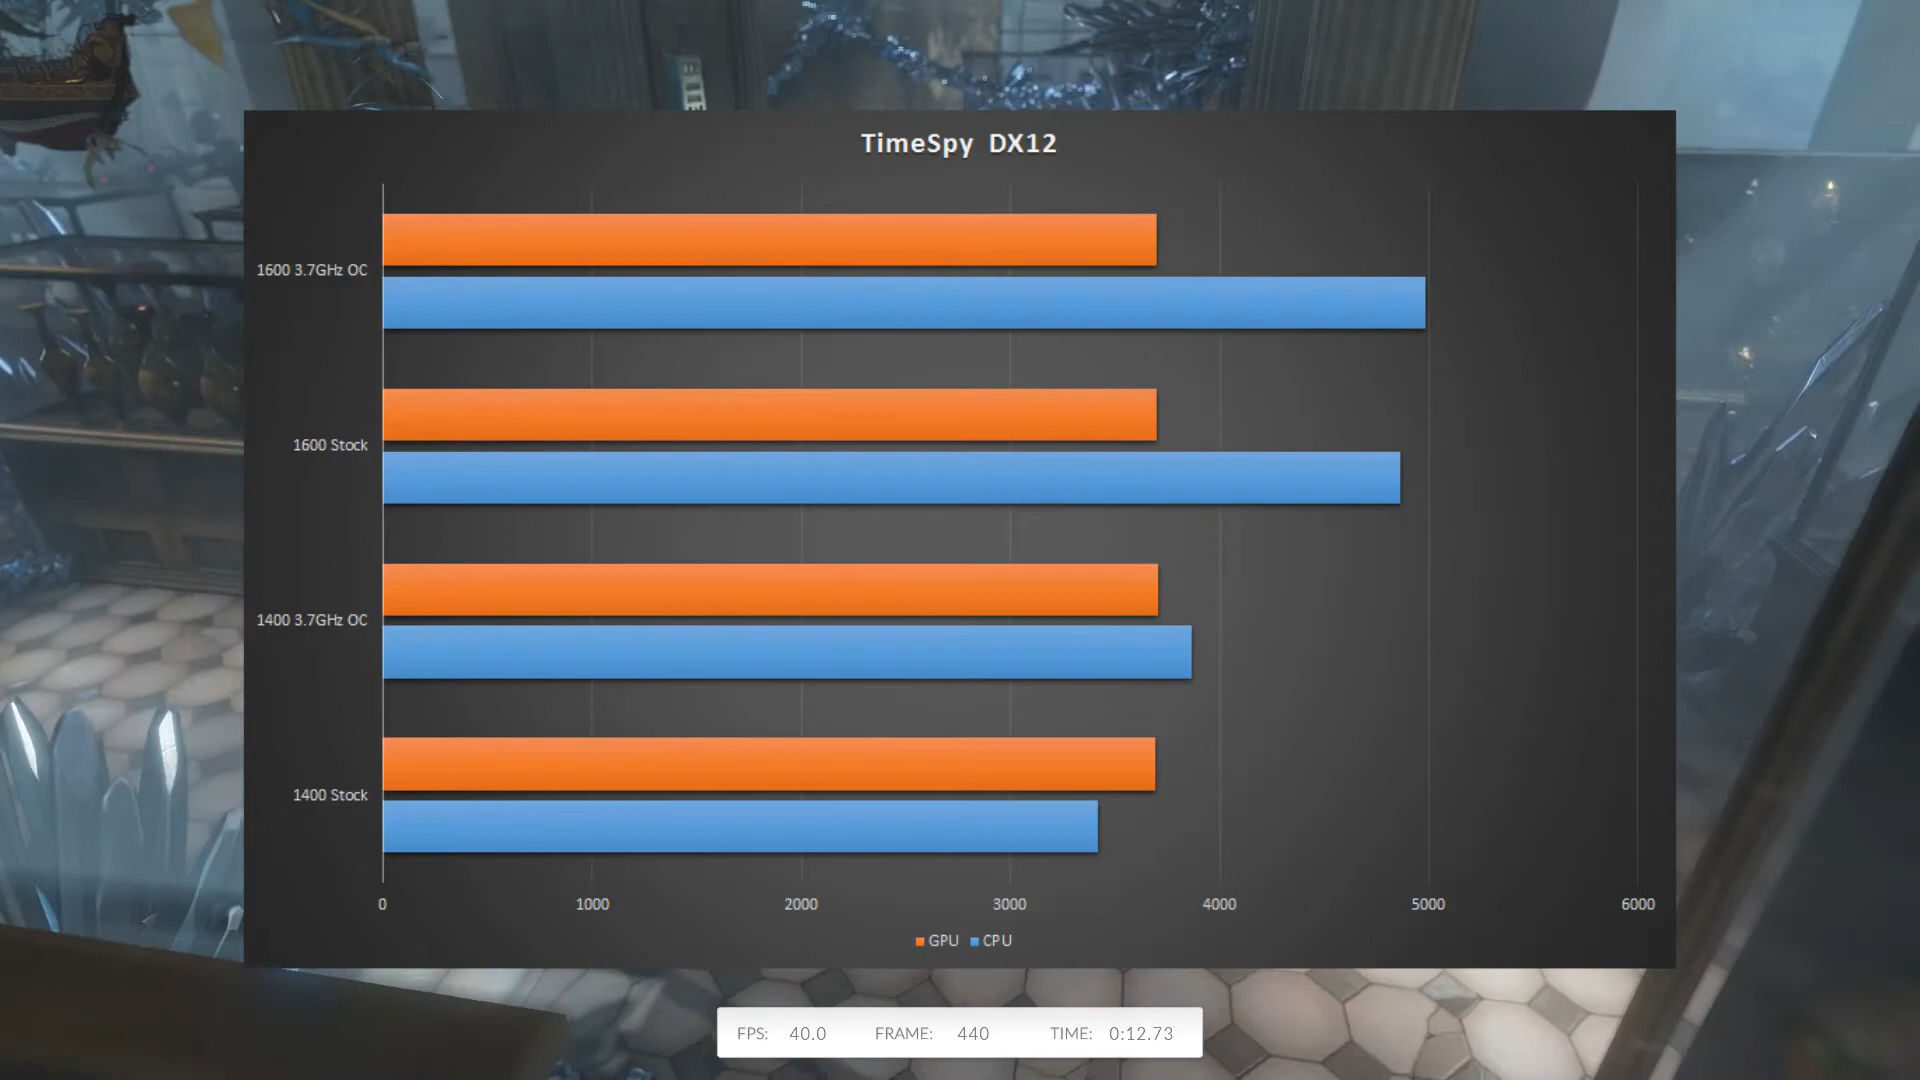 TimeSpy DX12
1600 3.7GHz OC
1600 Stock
1400 3.7GHz OC
1400 Stock
0 1000 2000 3000 4000 5000 6000
GPU CPU
FPS: 40.0 FRAME: 440 TIME: 0:12.73